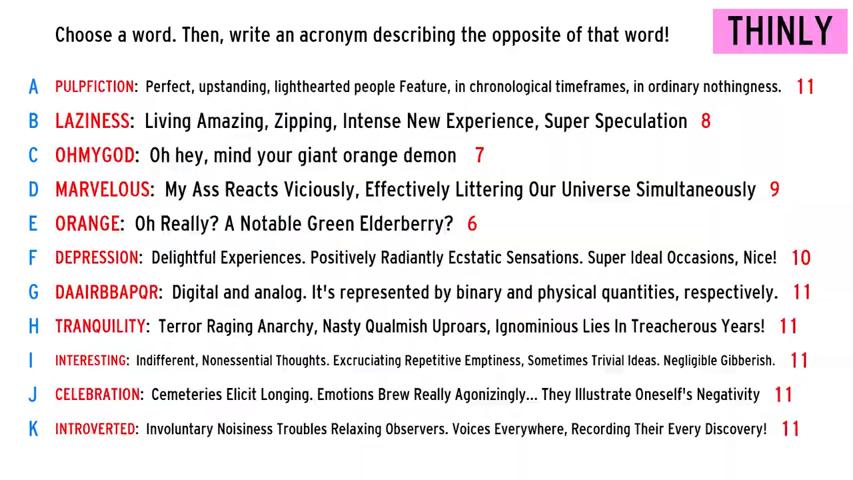 Choose a word. Then, write an acronym describing the opposite of that word!
THINLY
A PULPFICTION: Perfect, upstanding, lighthearted people Feature, in chronological timeframes, in ordinary nothingness. 11
B LAZINESS: Living Amazing, Zipping, Intense New Experience, Super Speculation 8
C OHMYGOD: Oh hey, mind your giant orange demon 7
D MARVELOUS: My Ass Reacts Viciously, Effectively Littering Our Universe Simultaneously 9
E ORANGE: Oh Really? A Notable Green Elderberry? 6
F DEPRESSION: Delightful Experiences. Positively Radiantly Ecstatic Sensations. Super Ideal Occasions, Nice! 10
G DAAIRBBAPQR: Digital and analog. It's represented by binary and physical quantities, respectively. 11
H TRANQUILITY: Terror Raging Anarchy, Nasty Qualmish Uproars, Ignominious Lies In Treacherous Years! 11
I INTERESTING: Indifferent, Nonessential Thoughts. Excruciating Repetitive Emptiness, Sometimes Trivial Ideas. Negligible Gibberish. 11
J CELEBRATION: Cemeteries Elicit Longing. Emotions Brew Really Agonizingly... They Illustrate Oneself's Negativity 11
K INTROVERTED: Involuntary Noisiness Troubles Relaxing Observers. Voices Everywhere, Recording Their Every Discovery! 11